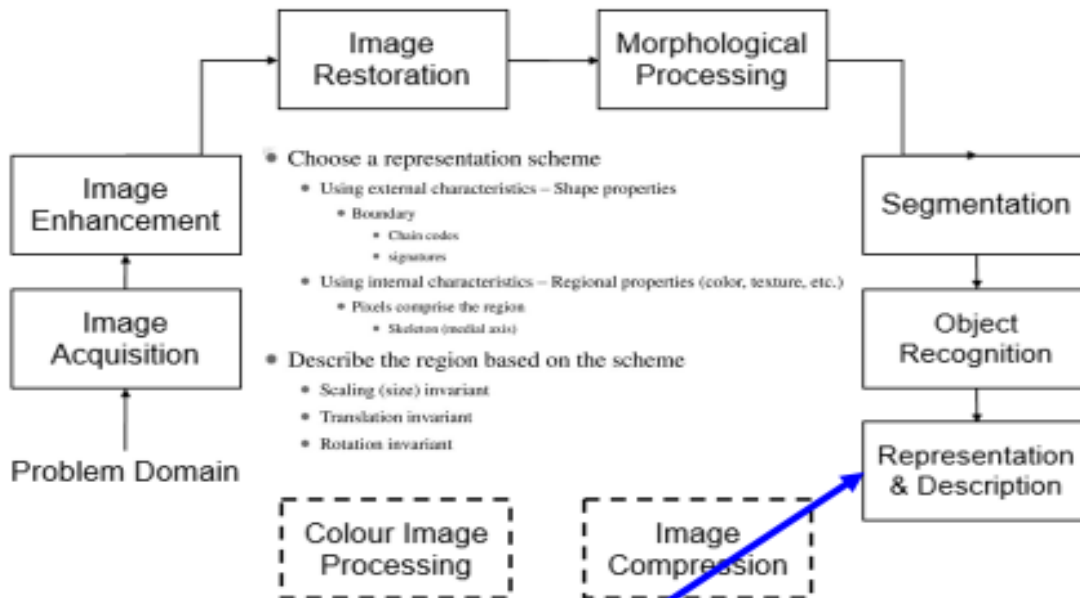 Image
Restoration
Morphological
Processing
Image
Enhancement
Image
Acquisition
Problem Domain
• Choose a representation scheme
• Using external characteristics – Shape properties
• Boundary
• Chain codes
• signatures
• Using internal characteristics – Regional properties (color, texture, etc.)
• Pixels comprise the region
• Skeleton (medial axis)
• Describe the region based on the scheme
• Scaling (size) invariant
• Translation invariant
• Rotation invariant
Segmentation
Object
Recognition
Representation
& Description
Colour Image
Processing
Image
Compression